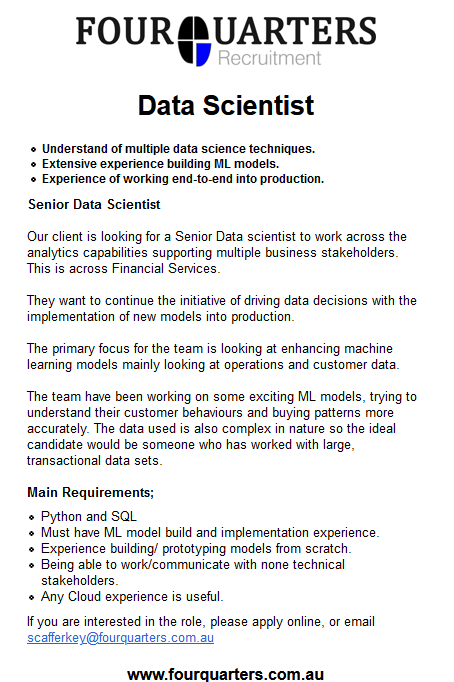 FOUR QUARTERS
Recruitment
Data Scientist
Understand of multiple data science techniques.
Extensive experience building ML models.
Experience of working end-to-end into production.
Senior Data Scientist
Our client is looking for a Senior Data scientist to work across the
analytics capabilities supporting multiple business stakeholders.
This is across Financial Services.
They want to continue the initiative of driving data decisions with the
implementation of new models into production.
The primary focus for the team is looking at enhancing machine
learning models mainly looking at operations and customer data.
The team have been working on some exciting ML models, trying to
understand their customer behaviours and buying patterns more
accurately. The data used is also complex in nature so the ideal
candidate would be someone who has worked with large,
transactional data sets.
Main Requirements;
Python and SQL
Must have ML model build and implementation experience.
Experience building/ prototyping models from scratch.
Being able to work/communicate with none technical
stakeholders.
Any Cloud experience is useful.
If you are interested in the role, please apply online, or email
scafferkey@fourquarters.com.au
www.fourquarters.com.au